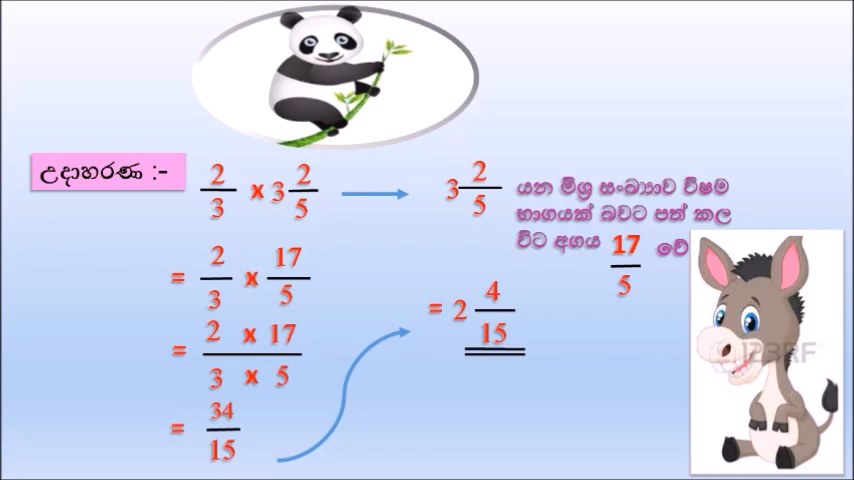 උදාහරණ :-
2/3 x 3 2/5 → 3 2/5 යන මිශ්‍ර සංඛ්‍යාව විෂම
භාගයක් බවට පත් කල
විට අගය 17/5 වේ
= 2/3 x 17/5
= 2 x 17 / 3 x 5
= 34/15
= 2 4/15
123RF